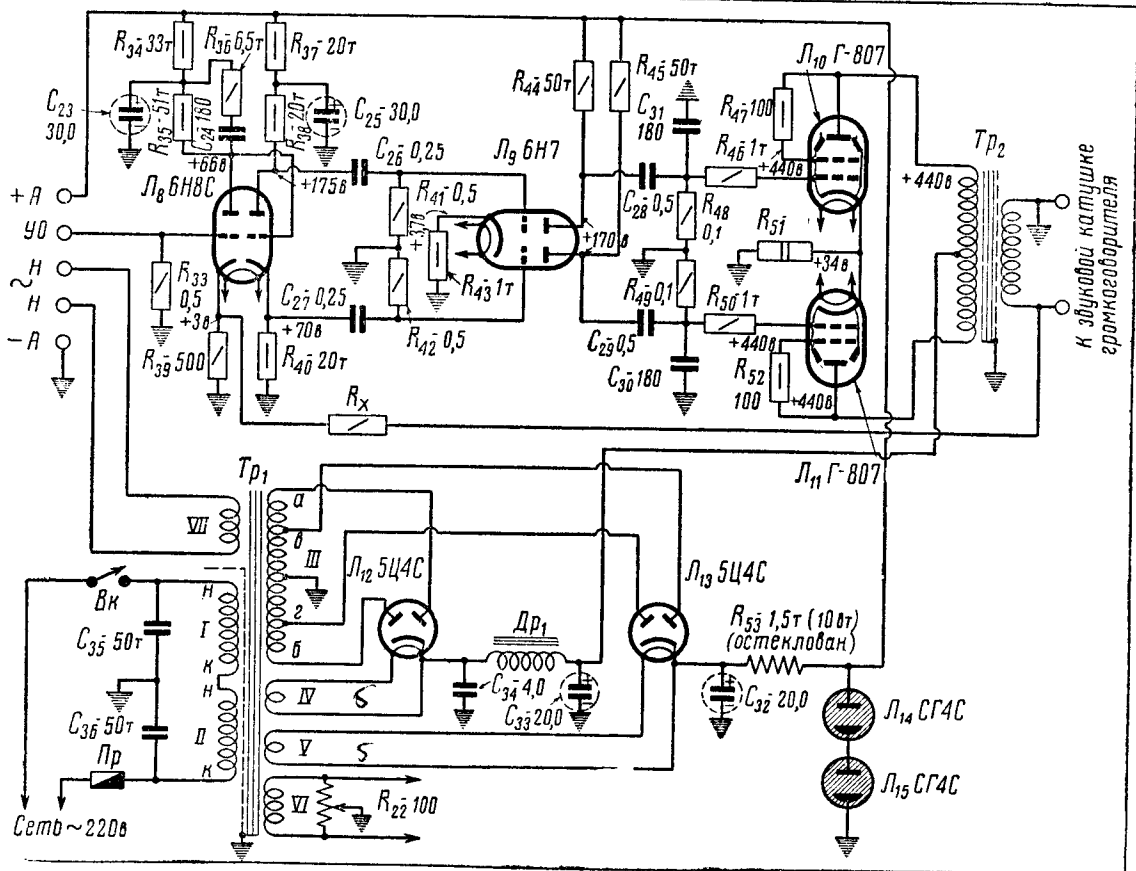 R34-33т
R36-6,5т
R37-20т
C23
30,0
R35-51т
C24 180
+66в
R38-20т
C25-30,0
+175в
Л8 6Н8С
C26-0,25
Л9 6Н7
R44-50т
R45-50т
C31
180
Л10 Г-807
R47-100
R46-1т
+440в
+440в
Тр2
+А
УО
~
Н
Н
-А
R33
0,5
+3в
R39-500
C27-0,25
+70в
R40-20т
R41-0,5
+3,7в
R43-1т
R42-0,5
C28-0,5
+170в
R48
0,1
R51
+34в
R49-0,1
R50-1т
C29-0,5
+440в
C30-180
R52
100
+440в
Л11 Г-807
К звуковой катушке
громкоговорителя
Rх
Тр1
VII
а
в
III
г
б
Л12 5Ц4С
Л13 5Ц4С
Др1
R53-1,5т (10вт)
(остеклован)
Вк
C35-50т
Н
I
К
Н
II
К
C36-50т
Пр
Сеть ~220в
IV
5
V
5
VI
R22-100
C34-4,0
C33-20,0
C32-20,0
Л14 СГ4С
Л15 СГ4С